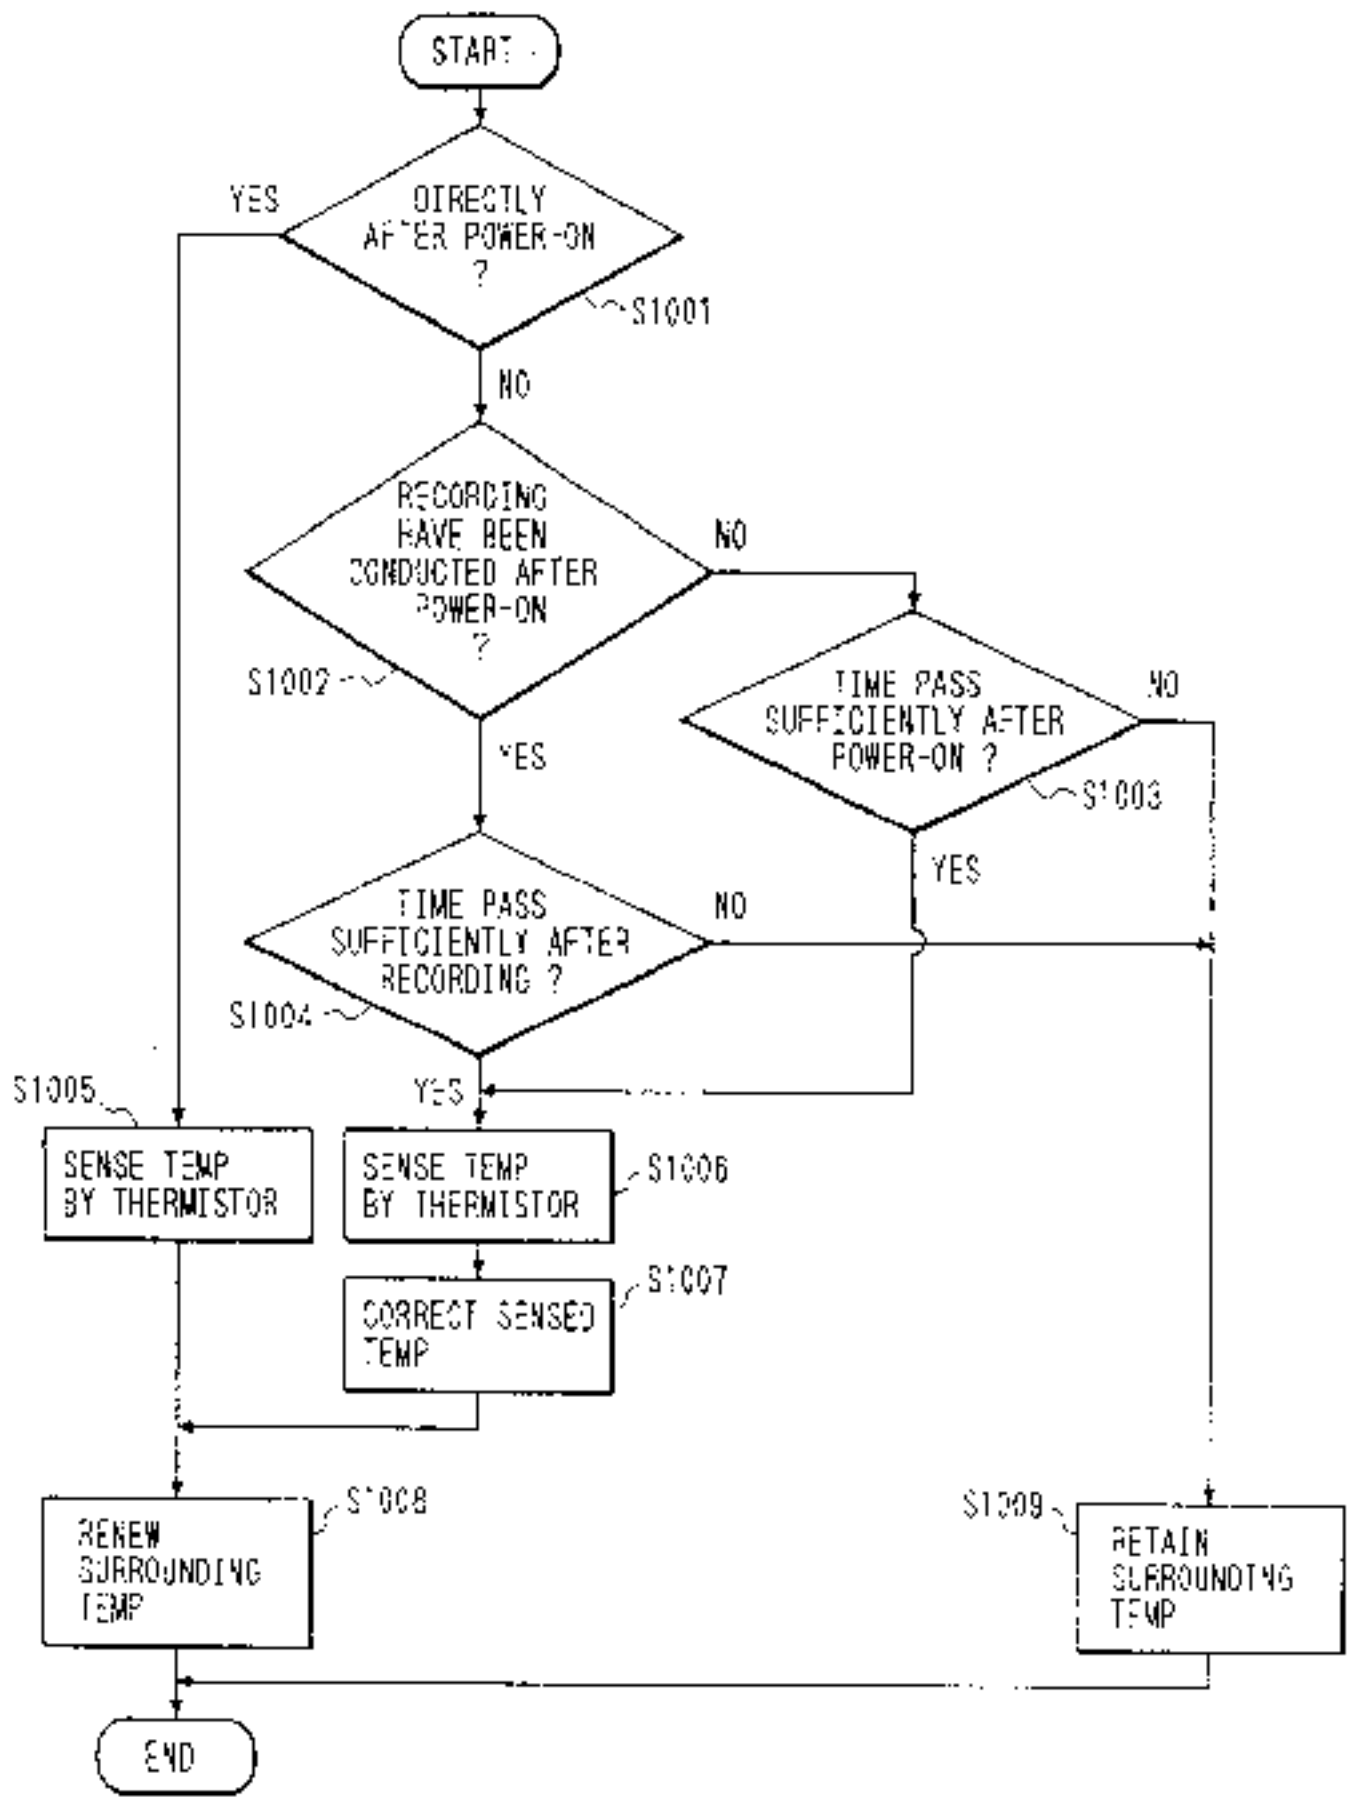 START
YES
DIRECTLY
AFTER POWER-ON
?
S1001
NO
RECORDING
HAVE BEEN
CONDUCTED AFTER
POWER-ON
?
NO
S1002
YES
TIME PASS
SUFFICIENTLY AFTER
POWER-ON ?
NO
S1003
YES
TIME PASS
SUFFICIENTLY AFTER
RECORDING ?
NO
S1004
YES
S1005
SENSE TEMP
BY THERMISTOR
SENSE TEMP
BY THERMISTOR
S1006
CORRECT SENSED
TEMP
S1007
RENEW
SURROUNDING
TEMP
S1008
S1009
RETAIN
SURROUNDING
TEMP
END